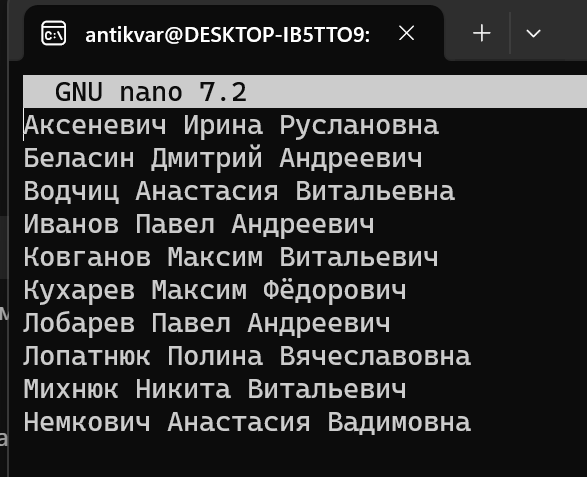 antikvar@DESKTOP-IB5TTO9:
GNU nano 7.2
Аксеневич Ирина Руслановна
Беласин Дмитрий Андреевич
Водчиц Анастасия Витальевна
Иванов Павел Андреевич
Ковганов Максим Витальевич
Кухарев Максим Фёдорович
Лобарев Павел Андреевич
Лопатнюк Полина Вячеславовна
Михнюк Никита Витальевич
Немкович Анастасия Вадимовна